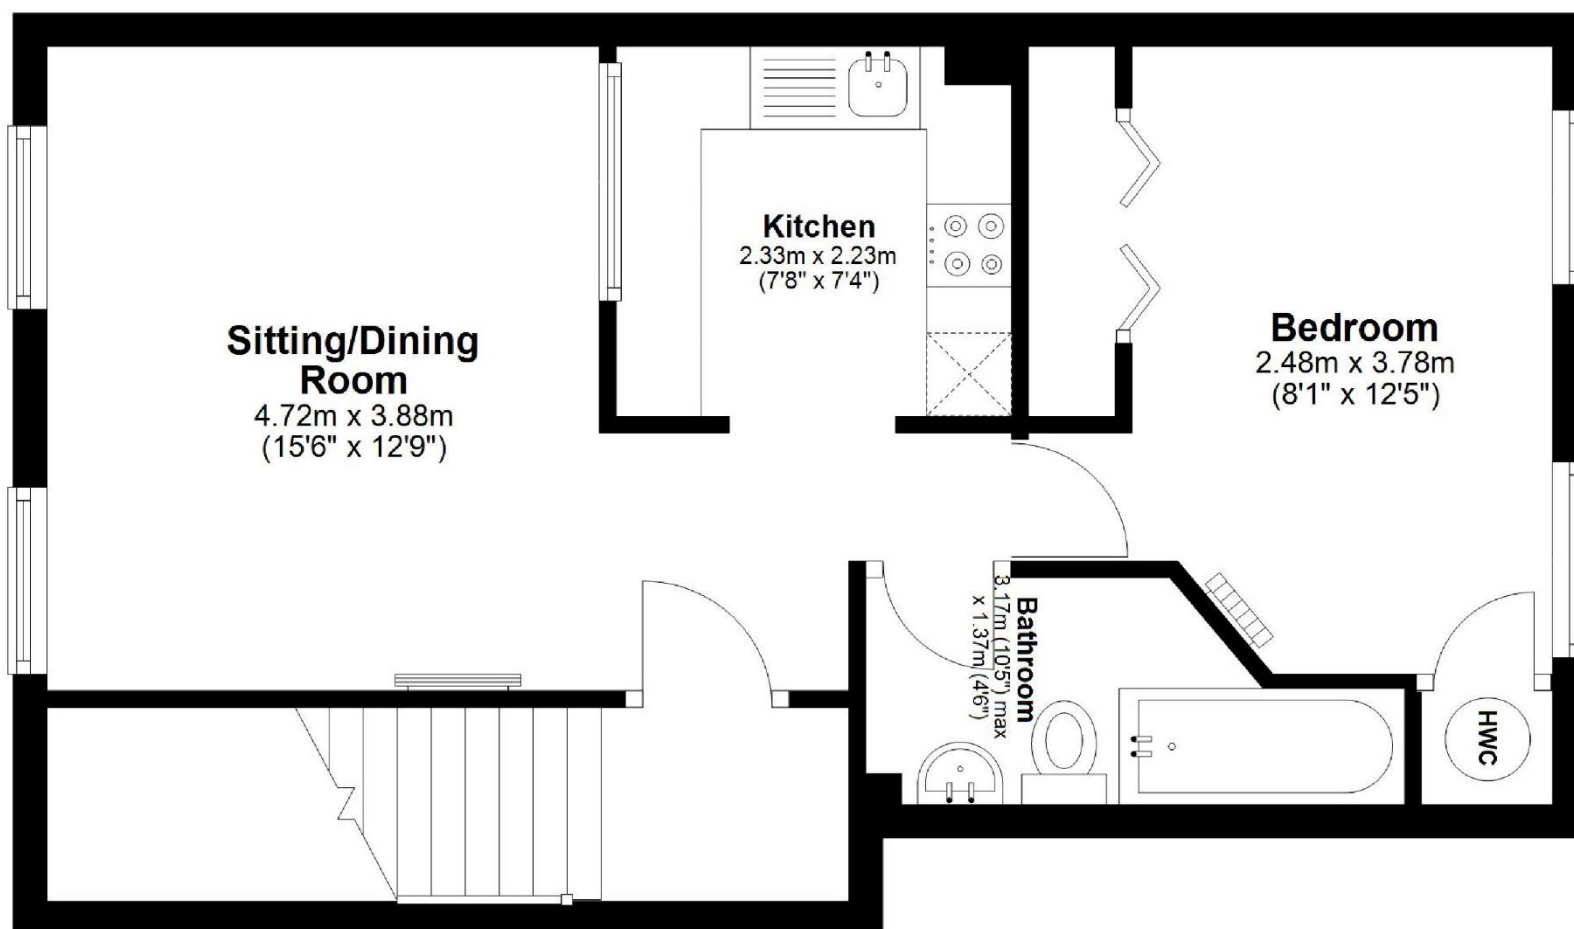 Kitchen
2.33m x 2.23m
(7'8" x 7'4")
Sitting/Dining
Room
4.72m x 3.88m
(15'6" x 12'9")
Bedroom
2.48m x 3.78m
(8'1" x 12'5")
Bathroom
3.17m (10'5") max
x 1.37m (4'6")
HWC